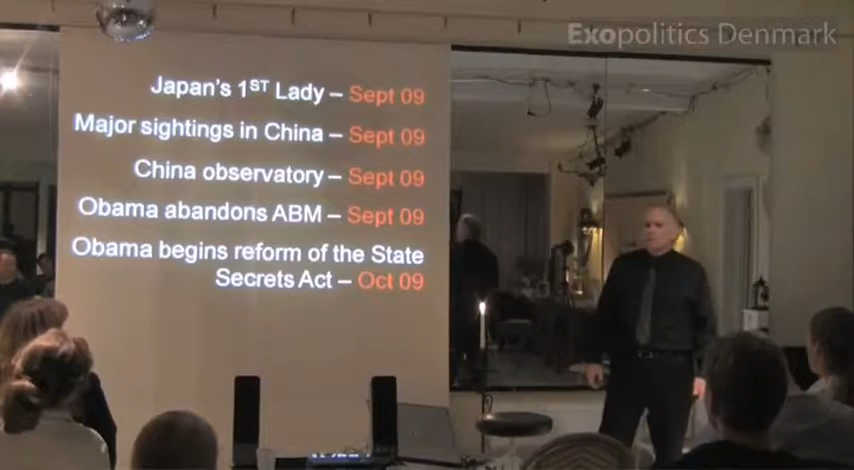 Exopolitics Denmark
Japan's 1ST Lady – Sept 09
Major sightings in China – Sept 09
China observatory – Sept 09
Obama abandons ABM – Sept 09
Obama begins reform of the State
Secrets Act – Oct 09